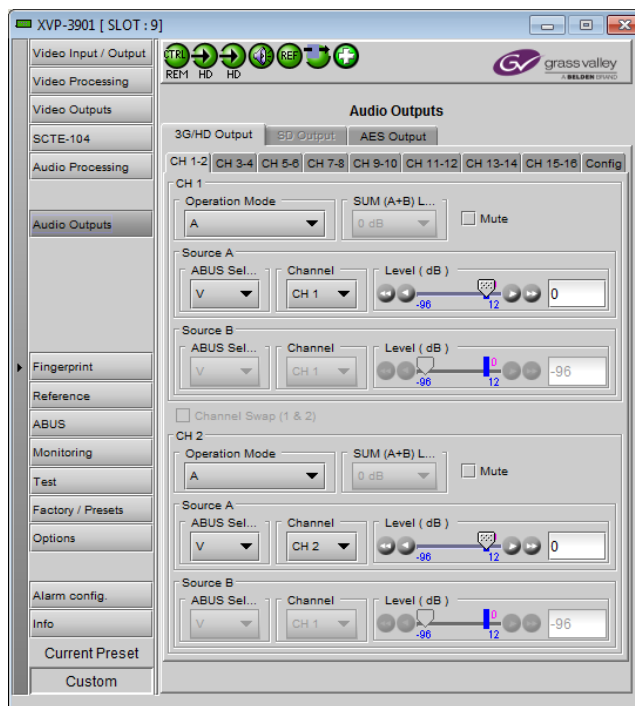 XVP-3901 [ SLOT : 9]
Video Input / Output
Video Processing
Video Outputs
SCTE-104
Audio Processing
Audio Outputs
Fingerprint
Reference
ABUS
Monitoring
Test
Factory / Presets
Options
Alarm config.
Info
Current Preset
Custom
CTRL REF
REM HD HD
grass valley
A BELDEN BRAND
Audio Outputs
3G/HD Output SD Output AES Output
CH 1-2 CH 3-4 CH 5-6 CH 7-8 CH 9-10 CH 11-12 CH 13-14 CH 15-16 Config
CH 1
Operation Mode SUM (A+B) L...
A 0 dB Mute
Source A
ABUS Sel... Channel Level ( dB )
V CH 1 0
-96 12
Source B
ABUS Sel... Channel Level ( dB )
0
V CH 1 -96
-96 12
Channel Swap (1 & 2)
CH 2
Operation Mode SUM (A+B) L...
A 0 dB Mute
Source A
ABUS Sel... Channel Level ( dB )
V CH 2 0
-96 12
Source B
ABUS Sel... Channel Level ( dB )
0
V CH 1 -96
-96 12